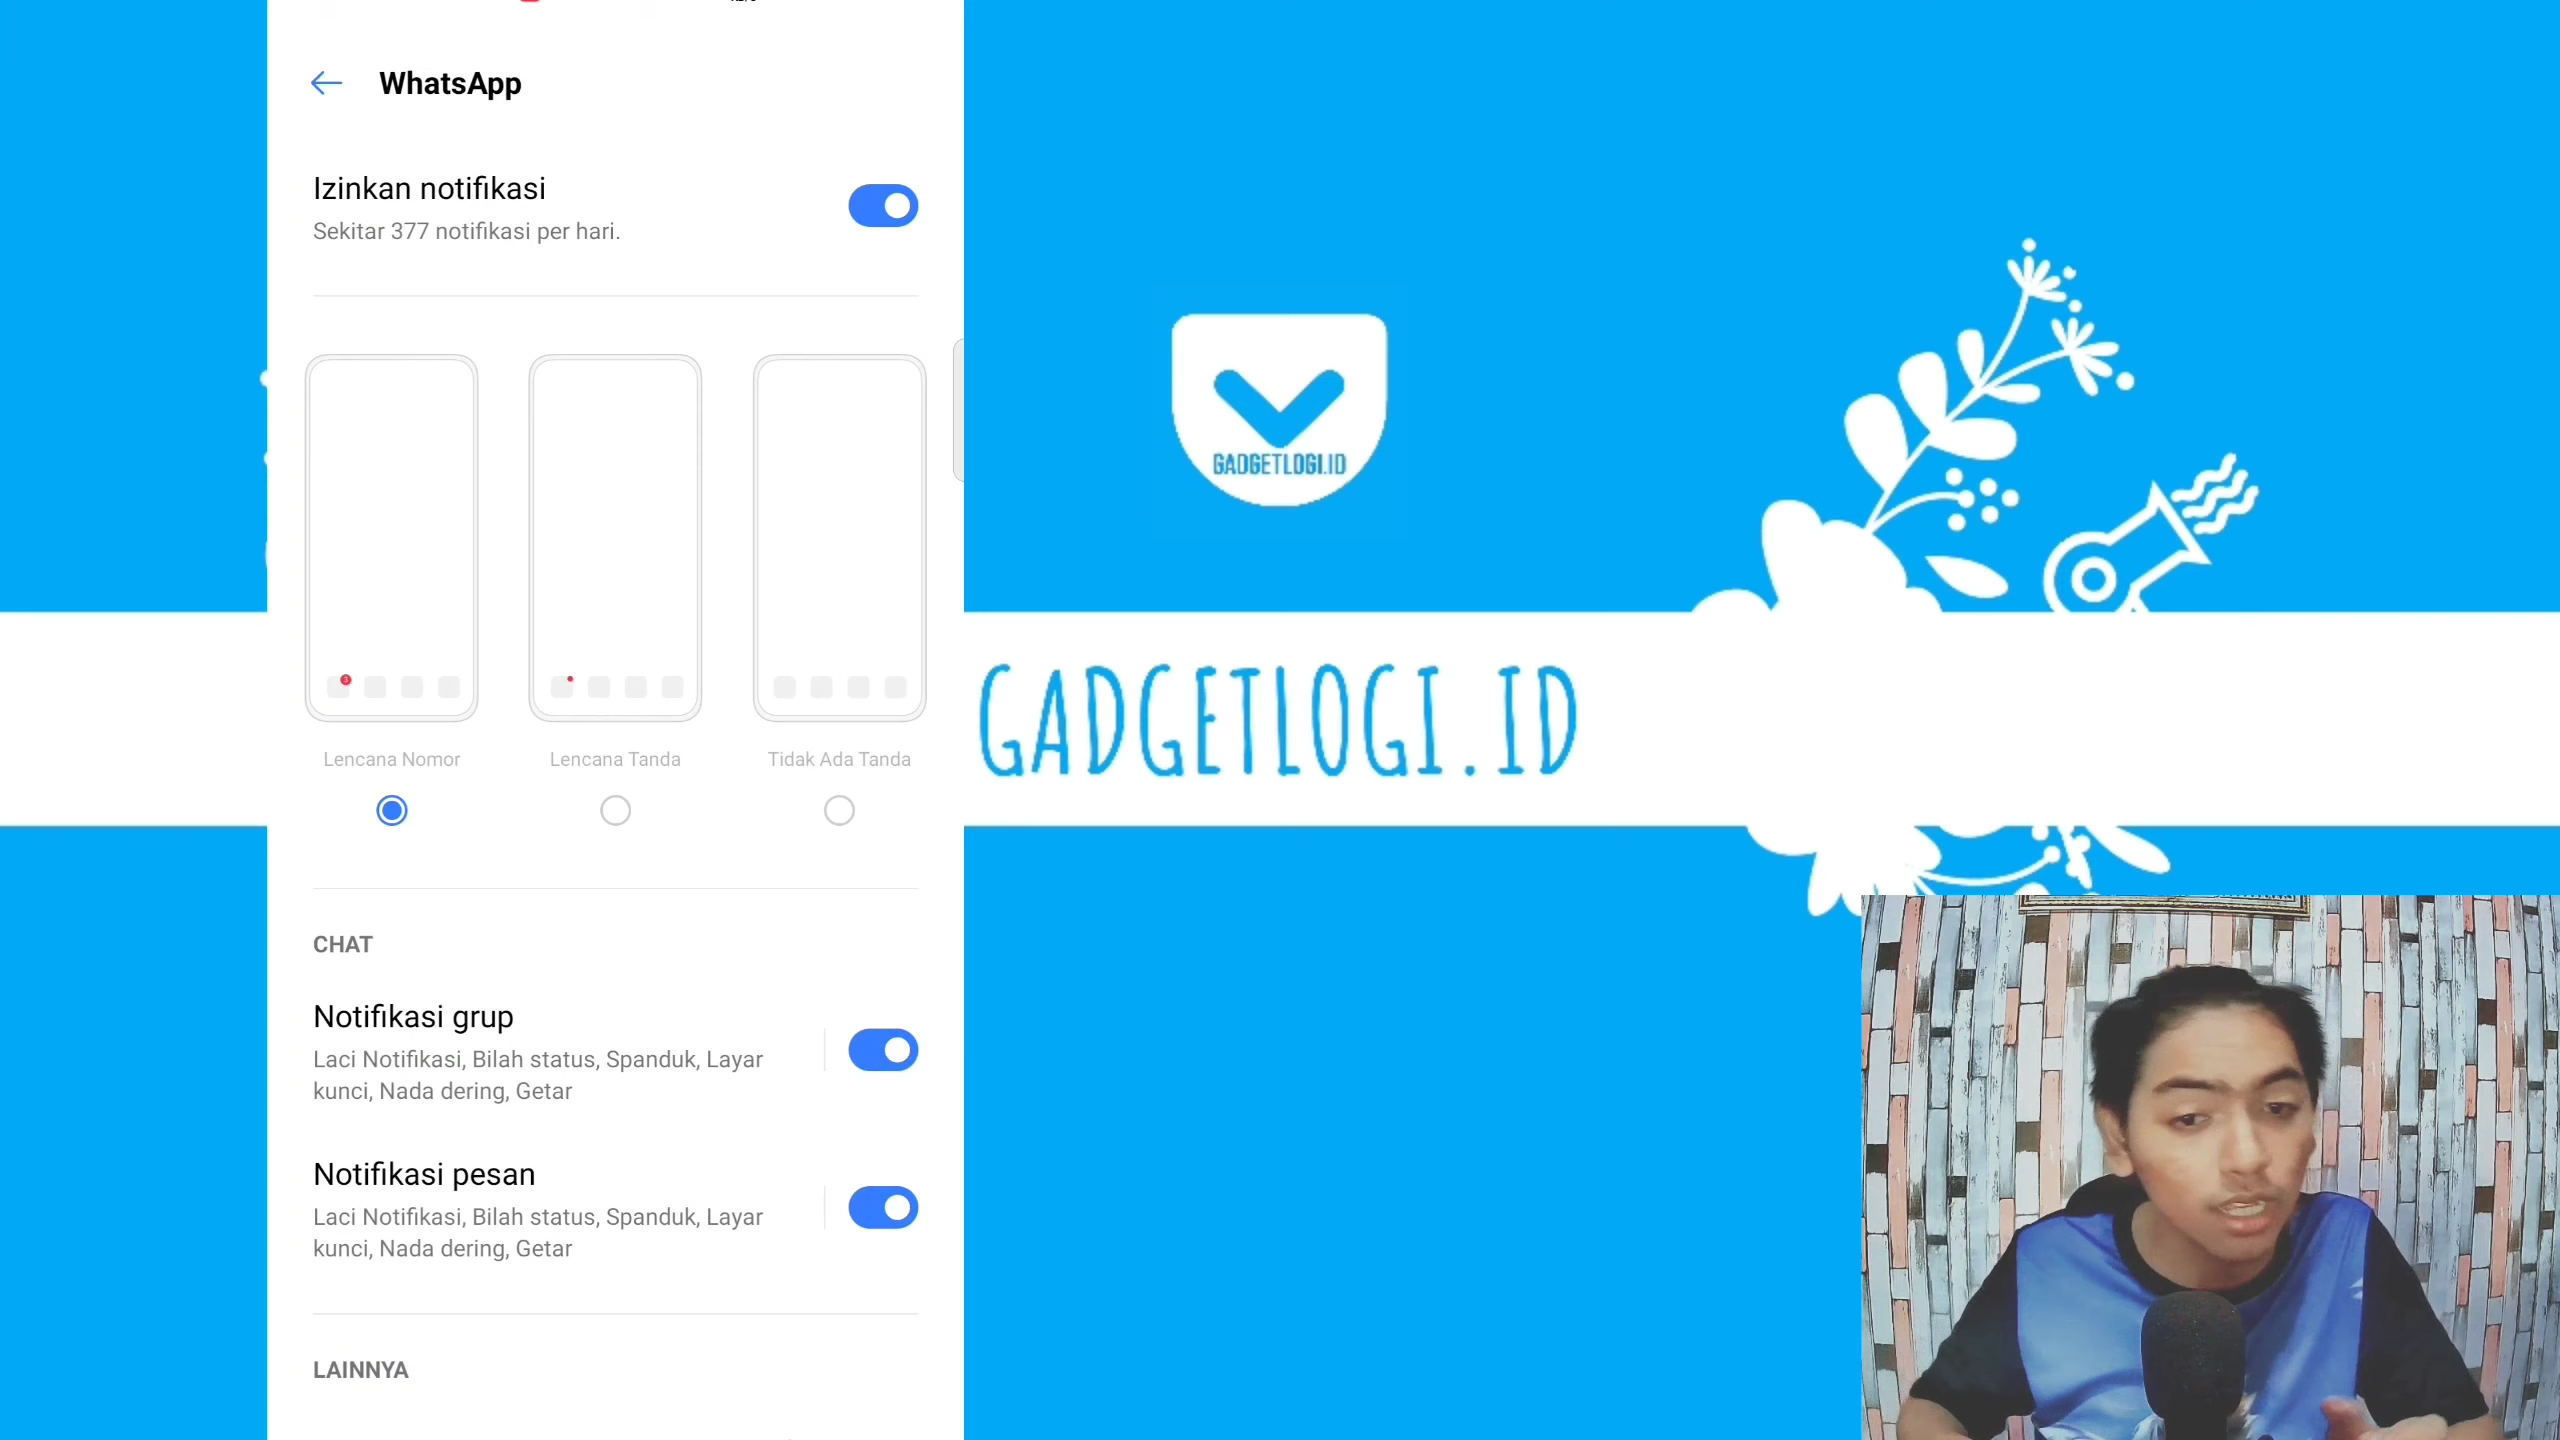 WhatsApp
Izinkan notifikasi
Sekitar 377 notifikasi per hari.
3
Lencana Nomor
Lencana Tanda
Tidak Ada Tanda
CHAT
Notifikasi grup
Laci Notifikasi, Bilah status, Spanduk, Layar
kunci, Nada dering, Getar
Notifikasi pesan
Laci Notifikasi, Bilah status, Spanduk, Layar
kunci, Nada dering, Getar
LAINNYA
GADGETLOGI.ID
GADGETLOGI.ID